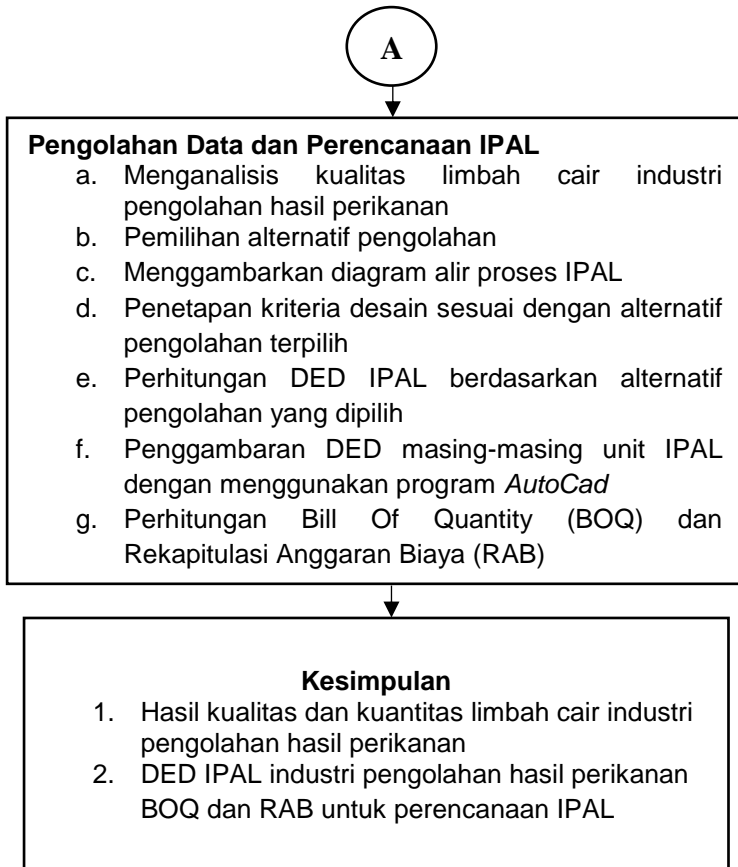 A
Pengolahan Data dan Perencanaan IPAL
a. Menganalisis kualitas limbah cair industri
pengolahan hasil perikanan
b. Pemilihan alternatif pengolahan
c. Menggambarkan diagram alir proses IPAL
d. Penetapan kriteria desain sesuai dengan alternatif
pengolahan terpilih
e. Perhitungan DED IPAL berdasarkan alternatif
pengolahan yang dipilih
f. Penggambaran DED masing-masing unit IPAL
dengan menggunakan program AutoCad
g. Perhitungan Bill Of Quantity (BOQ) dan
Rekapitulasi Anggaran Biaya (RAB)
Kesimpulan
1. Hasil kualitas dan kuantitas limbah cair industri
pengolahan hasil perikanan
2. DED IPAL industri pengolahan hasil perikanan
BOQ dan RAB untuk perencanaan IPAL